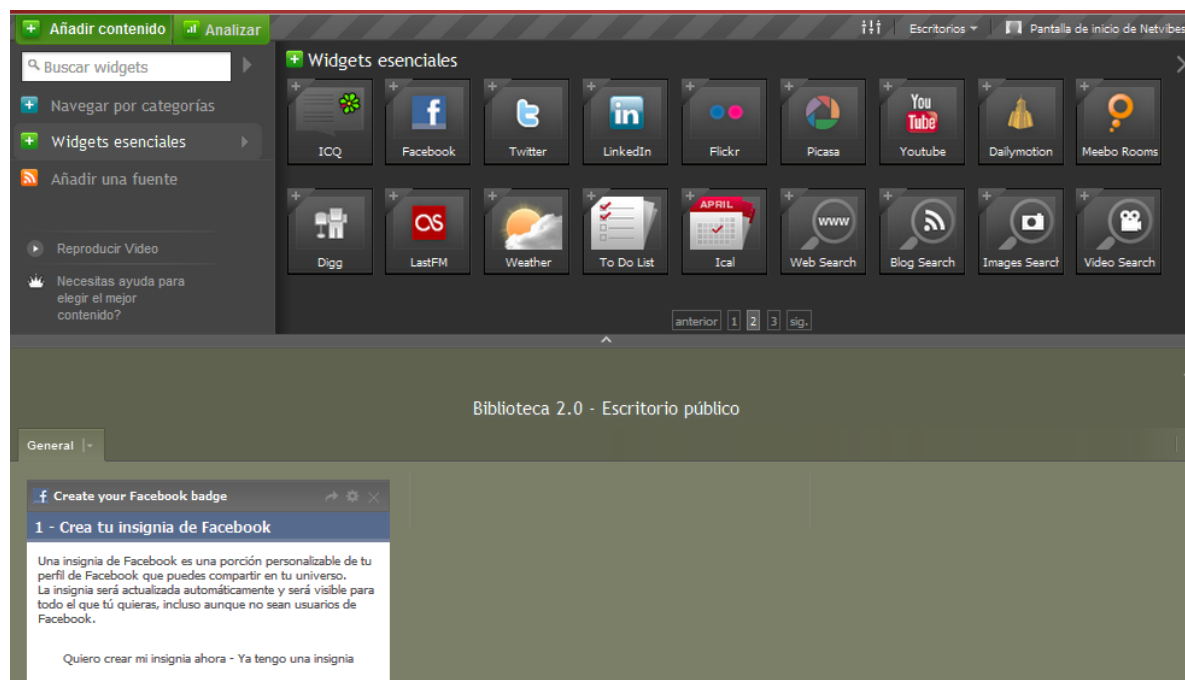 Añadir contenido
Analizar
Escritorios
Pantalla de inicio de Netvibes
Buscar widgets
Navegar por categorías
Widgets esenciales
Añadir una fuente
Reproducir Video
Necesitas ayuda para
elegir el mejor
contenido?
Widgets esenciales
ICQ
f
Facebook
Twitter
in
LinkedIn
Flickr
Picasa
You
Tube
Youtube
Dailymotion
Meebo Rooms
Digg
LastFM
Weather
To Do List
APRIL
Ical
www
Web Search
Blog Search
Images Search
Video Search
anterior 1 2 3 sig.
Biblioteca 2.0 - Escritorio público
General
Create your Facebook badge
1 - Crea tu insignia de Facebook
Una insignia de Facebook es una porción personalizable de tu
perfil de Facebook que puedes compartir en tu universo.
La insignia será actualizada automáticamente y será visible para
todo el que tú quieras, incluso aunque no sean usuarios de
Facebook.
Quiero crear mi insignia ahora - Ya tengo una insignia